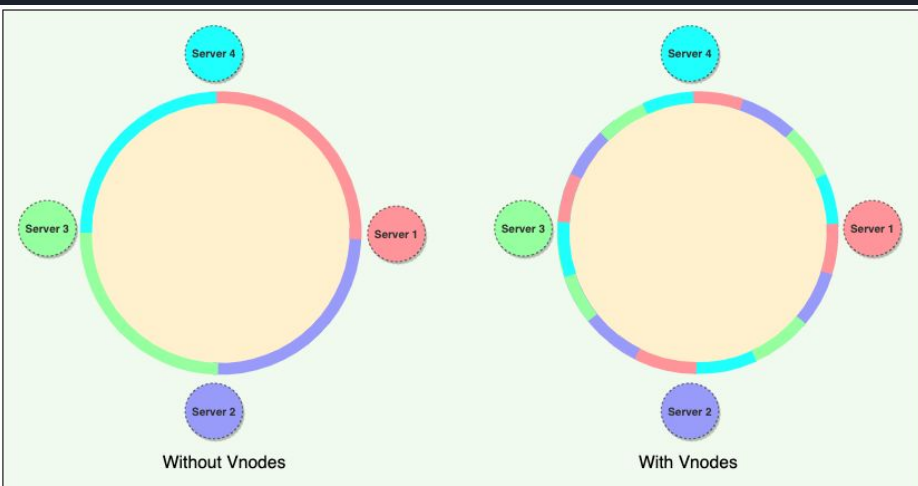 Server 4
Server 3
Server 1
Server 2
Without Vnodes
Server 4
Server 3
Server 1
Server 2
With Vnodes